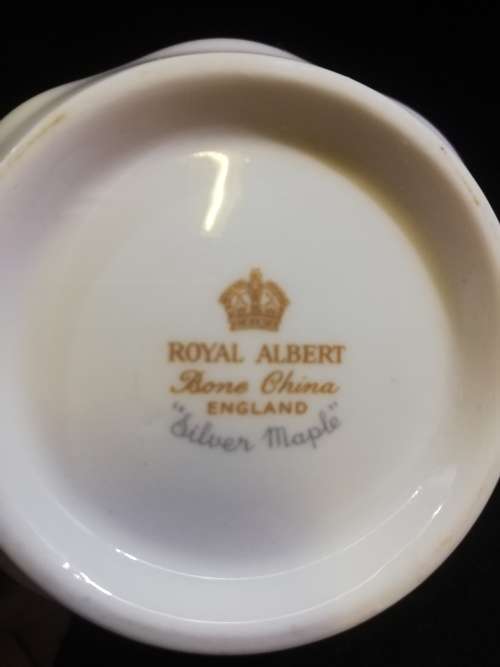 ROYAL ALBERT
Bone China
ENGLAND
"Silver Maple"